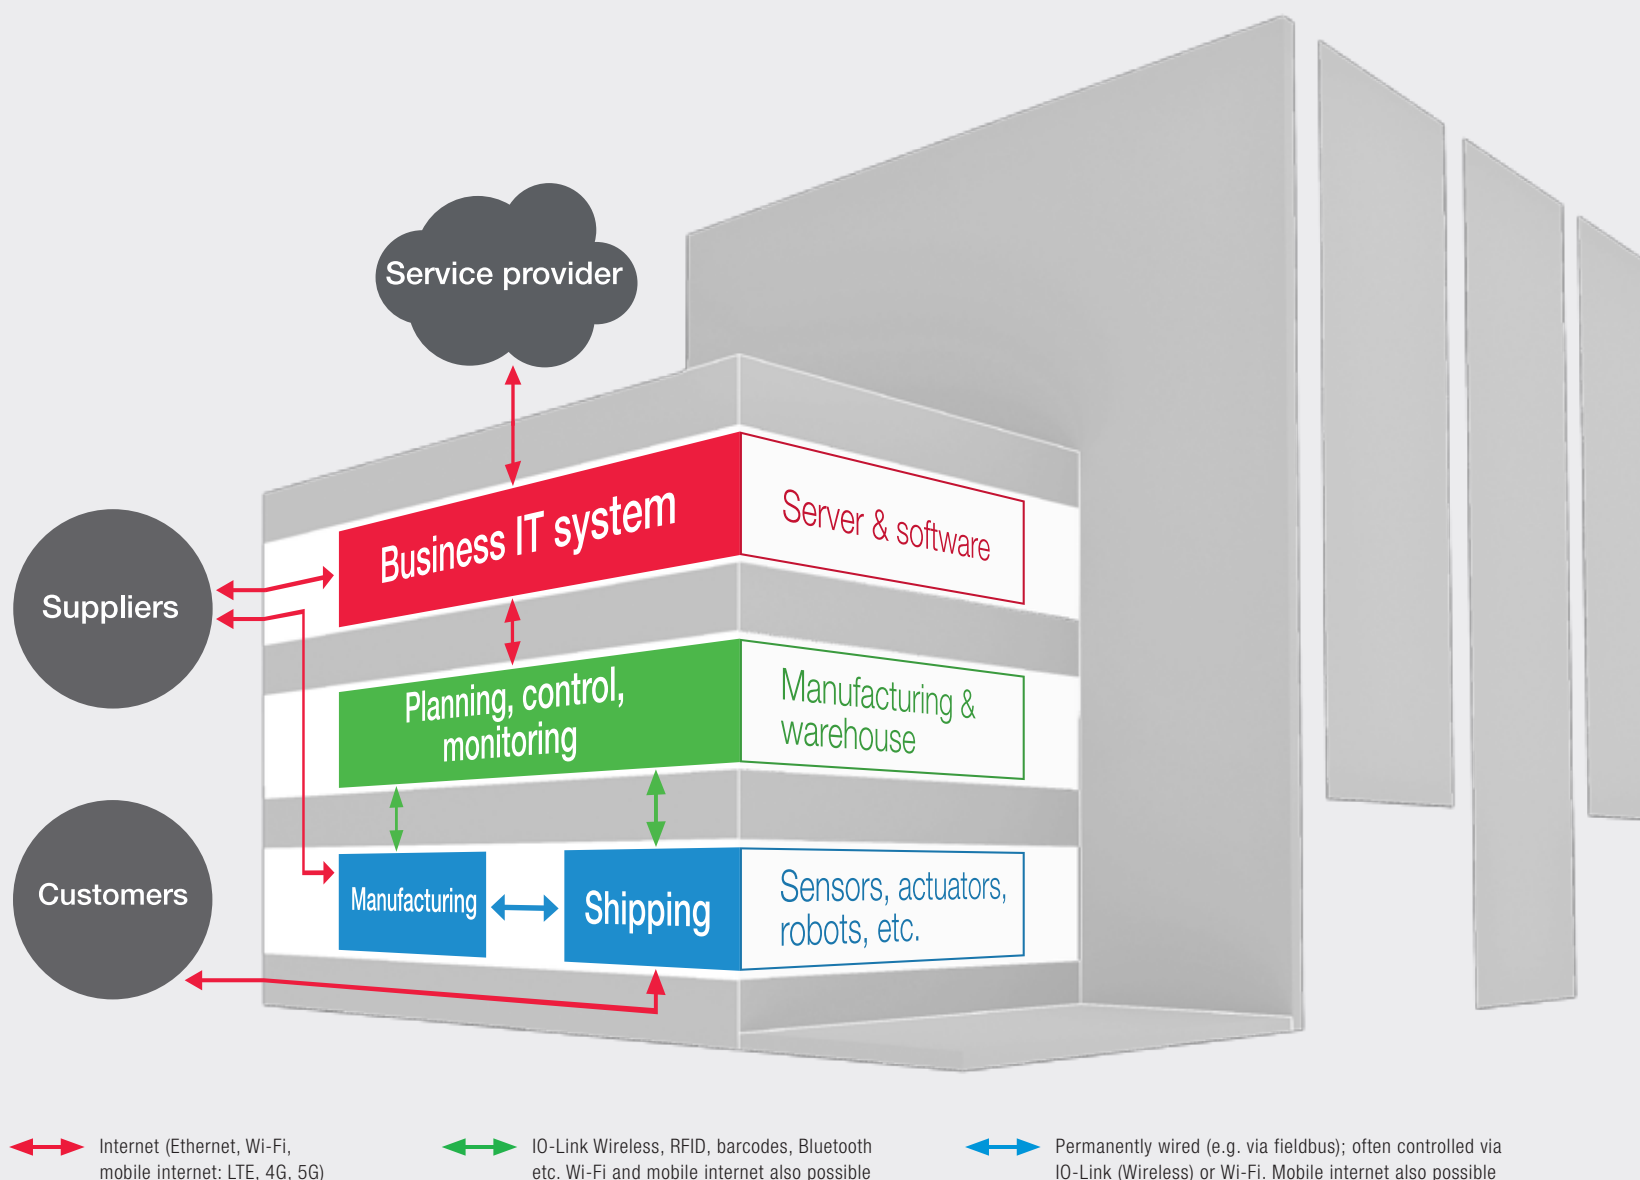 Service provider
Business IT system
Server & software
Suppliers
Planning, control,
monitoring
Manufacturing &
warehouse
Customers
Manufacturing
Shipping
Sensors, actuators,
robots, etc.
Internet (Ethernet, Wi-Fi,
mobile internet: LTE, 4G, 5G)
IO-Link Wireless, RFID, barcodes, Bluetooth
etc. Wi-Fi and mobile internet also possible
Permanently wired (e.g. via fieldbus); often controlled via
IO-Link (Wireless) or Wi-Fi. Mobile internet also possible